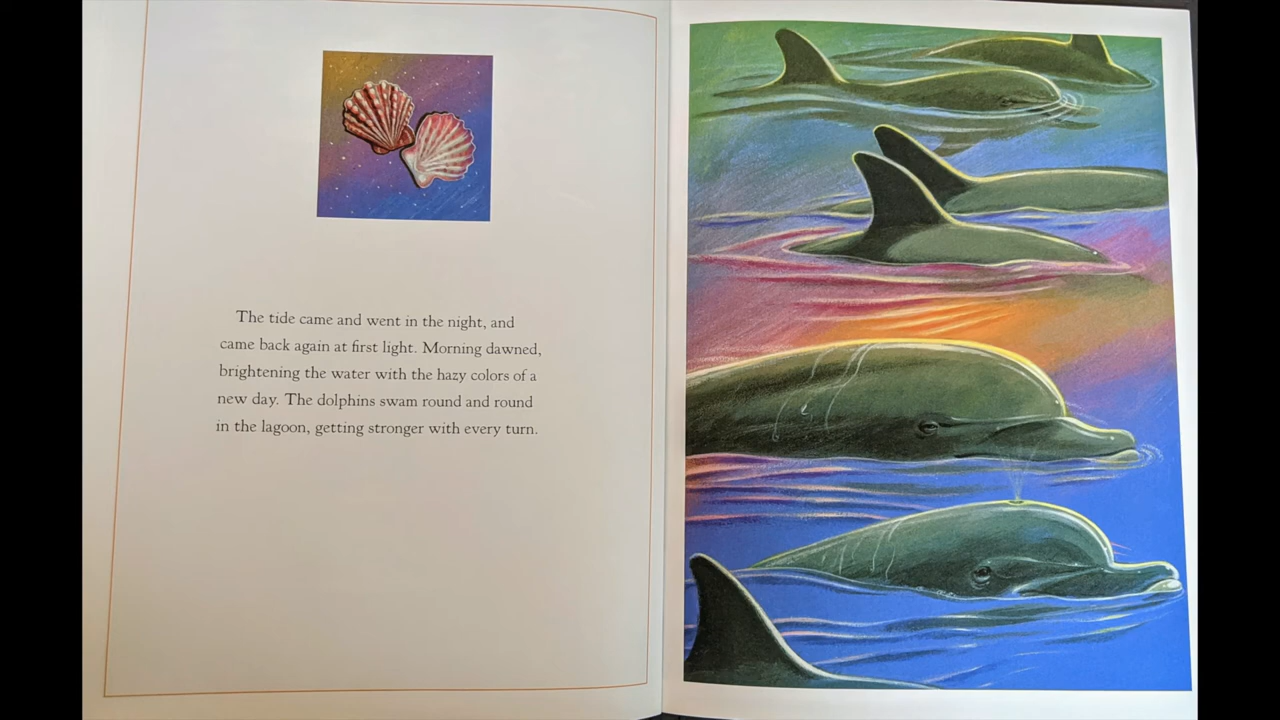 The tide came and went in the night, and
came back again at first light. Morning dawned,
brightening the water with the hazy colors of a
new day. The dolphins swam round and round
in the lagoon, getting stronger with every turn.